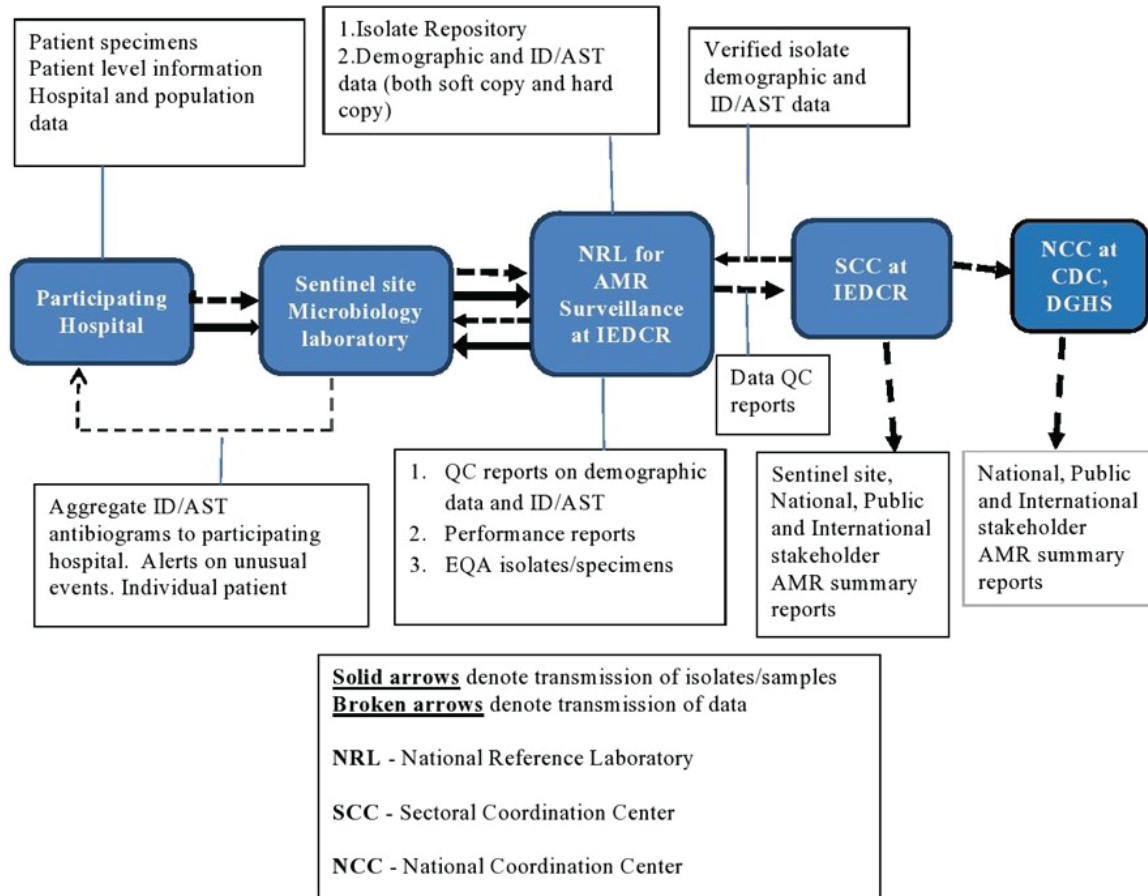 Patient specimens
Patient level information
Hospital and population
data
1.Isolate Repository
2.Demographic and ID/AST
data (both soft copy and hard
copy)
Verified isolate
demographic and
ID/AST data
Participating
Hospital
Sentinel site
Microbiology
laboratory
NRL for
AMR
Surveillance
at IEDCR
SCC at
IEDCR
NCC at
CDC,
DGHS
Data QC
reports
Aggregate ID/AST
antibiograms to participating
hospital. Alerts on unusual
events. Individual patient
1. QC reports on demographic
data and ID/AST
2. Performance reports
3. EQA isolates/specimens
Sentinel site,
National, Public
and International
stakeholder
AMR summary
reports
National, Public
and International
stakeholder
AMR summary
reports
Solid arrows denote transmission of isolates/samples
Broken arrows denote transmission of data
NRL - National Reference Laboratory
SCC - Sectoral Coordination Center
NCC - National Coordination Center